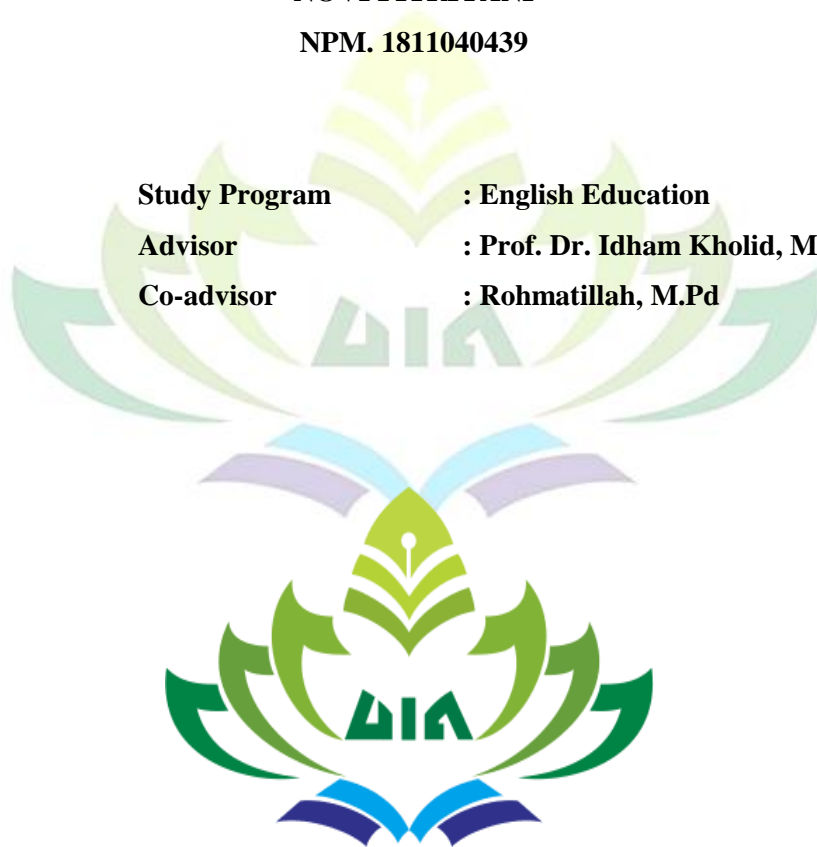 NPM. 1811040439
Study Program : English Education
Advisor : Prof. Dr. Idham Kholid, M
Co-advisor : Rohmatillah, M.Pd
UIN
UIN